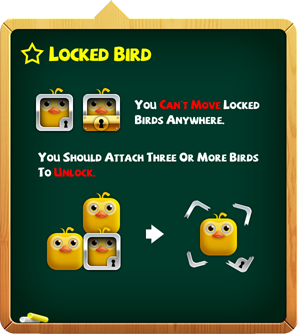 Locked Bird
You Can't Move Locked
Birds Anywhere.
You Should Attach Three Or More Birds
To Unlock.